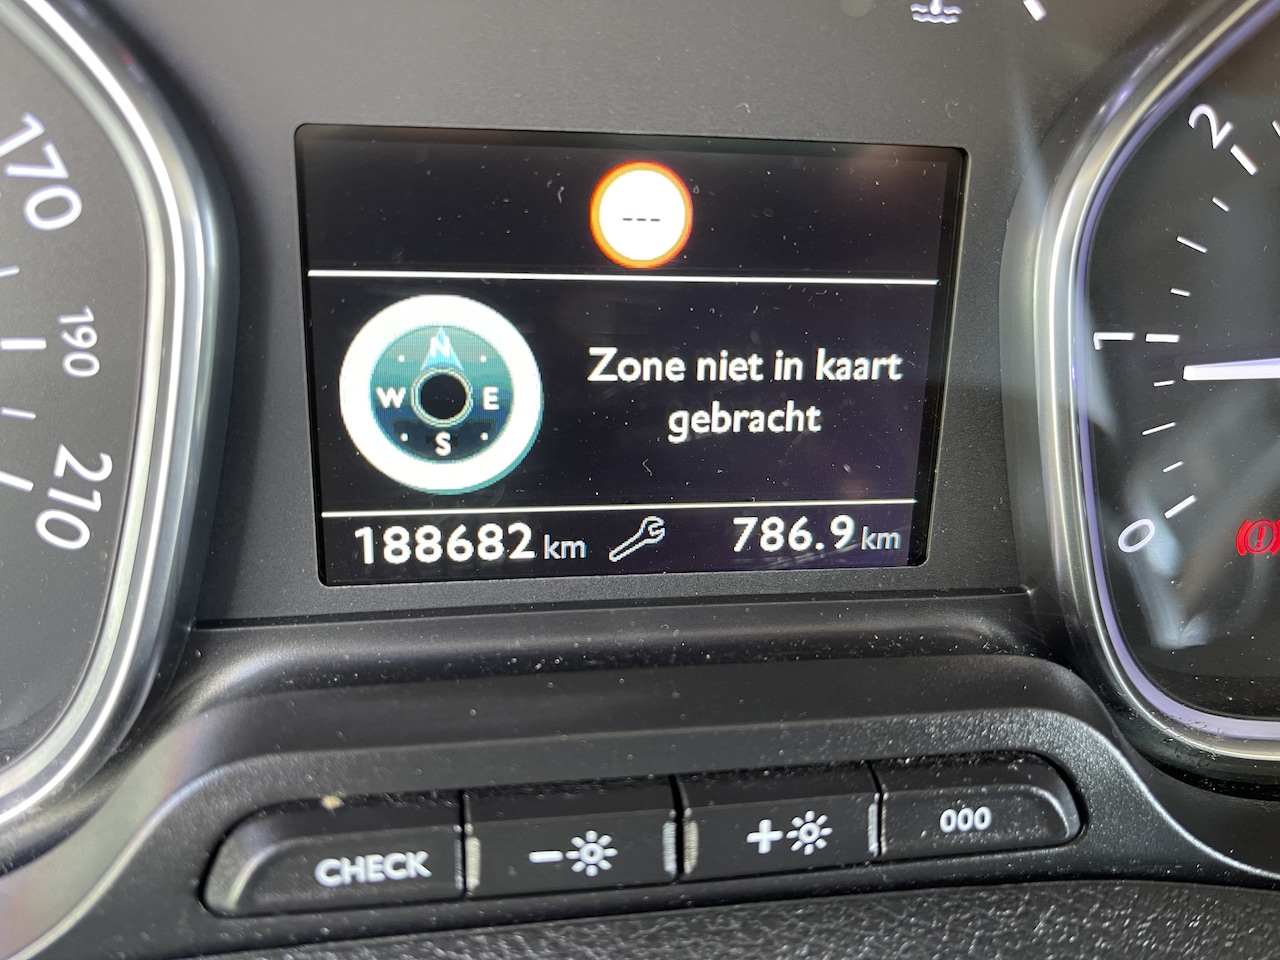 170
190
210
---
N
W E
S
Zone niet in kaart
gebracht
188682 km 786.9 km
2
1
0
CHECK - + 000